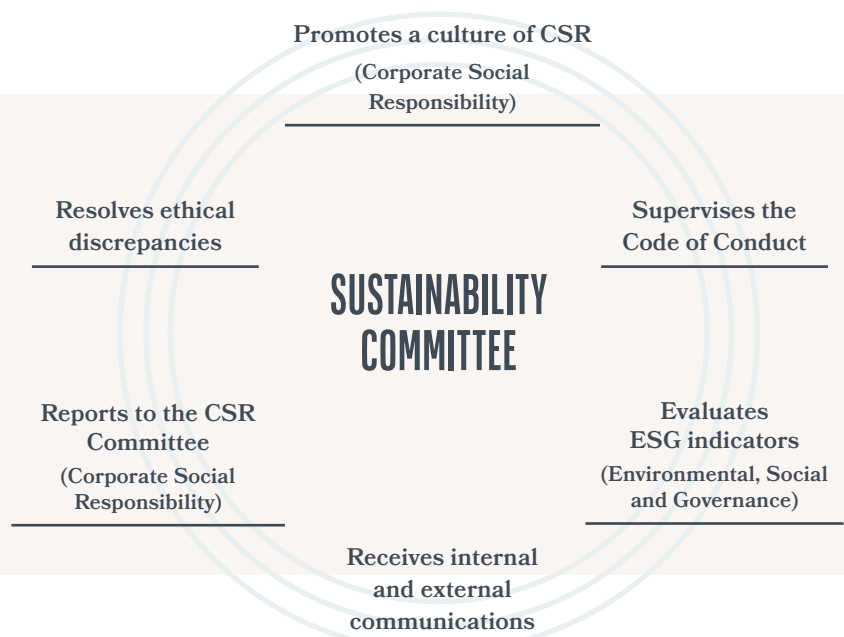 Promotes a culture of CSR
(Corporate Social
Responsibility)
Resolves ethical
discrepancies
Supervises the
Code of Conduct
SUSTAINABILITY
COMMITTEE
Reports to the CSR
Committee
(Corporate Social
Responsibility)
Evaluates
ESG indicators
(Environmental, Social
and Governance)
Receives internal
and external
communications